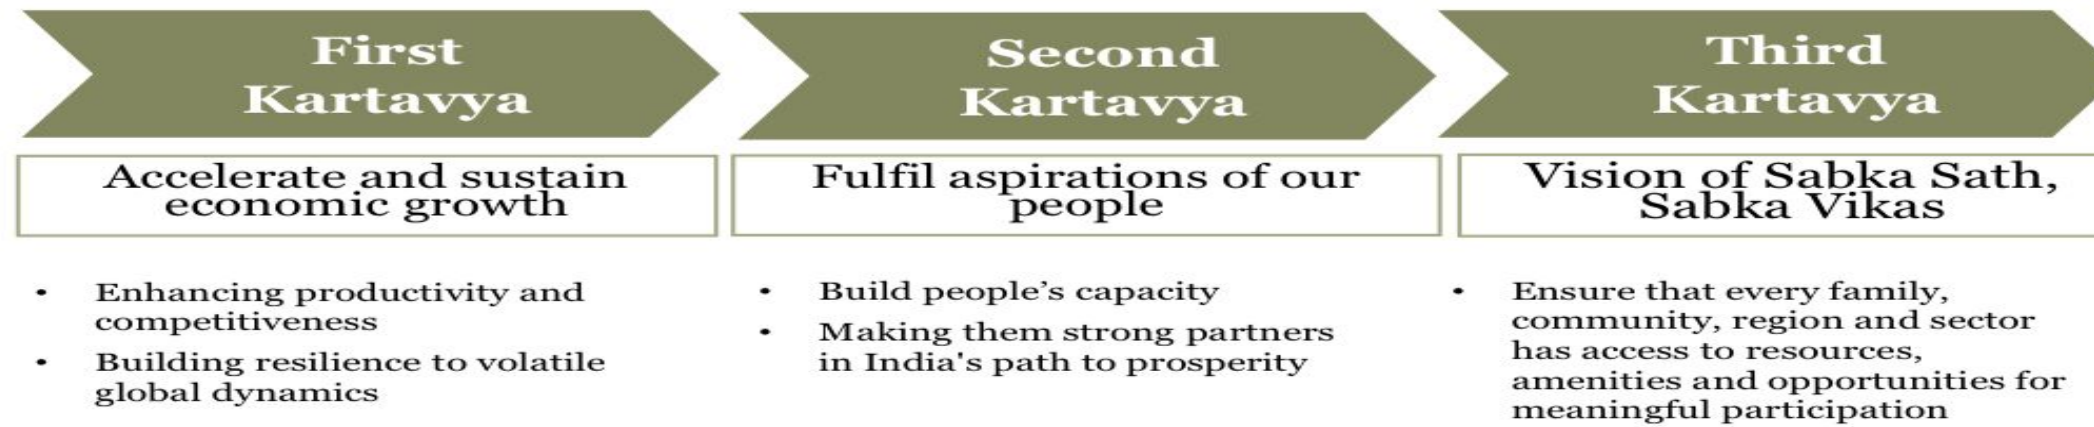 First
Kartavya
Accelerate and sustain
economic growth
• Enhancing productivity and
competitiveness
• Building resilience to volatile
global dynamics
Second
Kartavya
Fulfil aspirations of our
people
• Build people’s capacity
• Making them strong partners
in India's path to prosperity
Third
Kartavya
Vision of Sabka Sath,
Sabka Vikas
• Ensure that every family,
community, region and sector
has access to resources,
amenities and opportunities for
meaningful participation